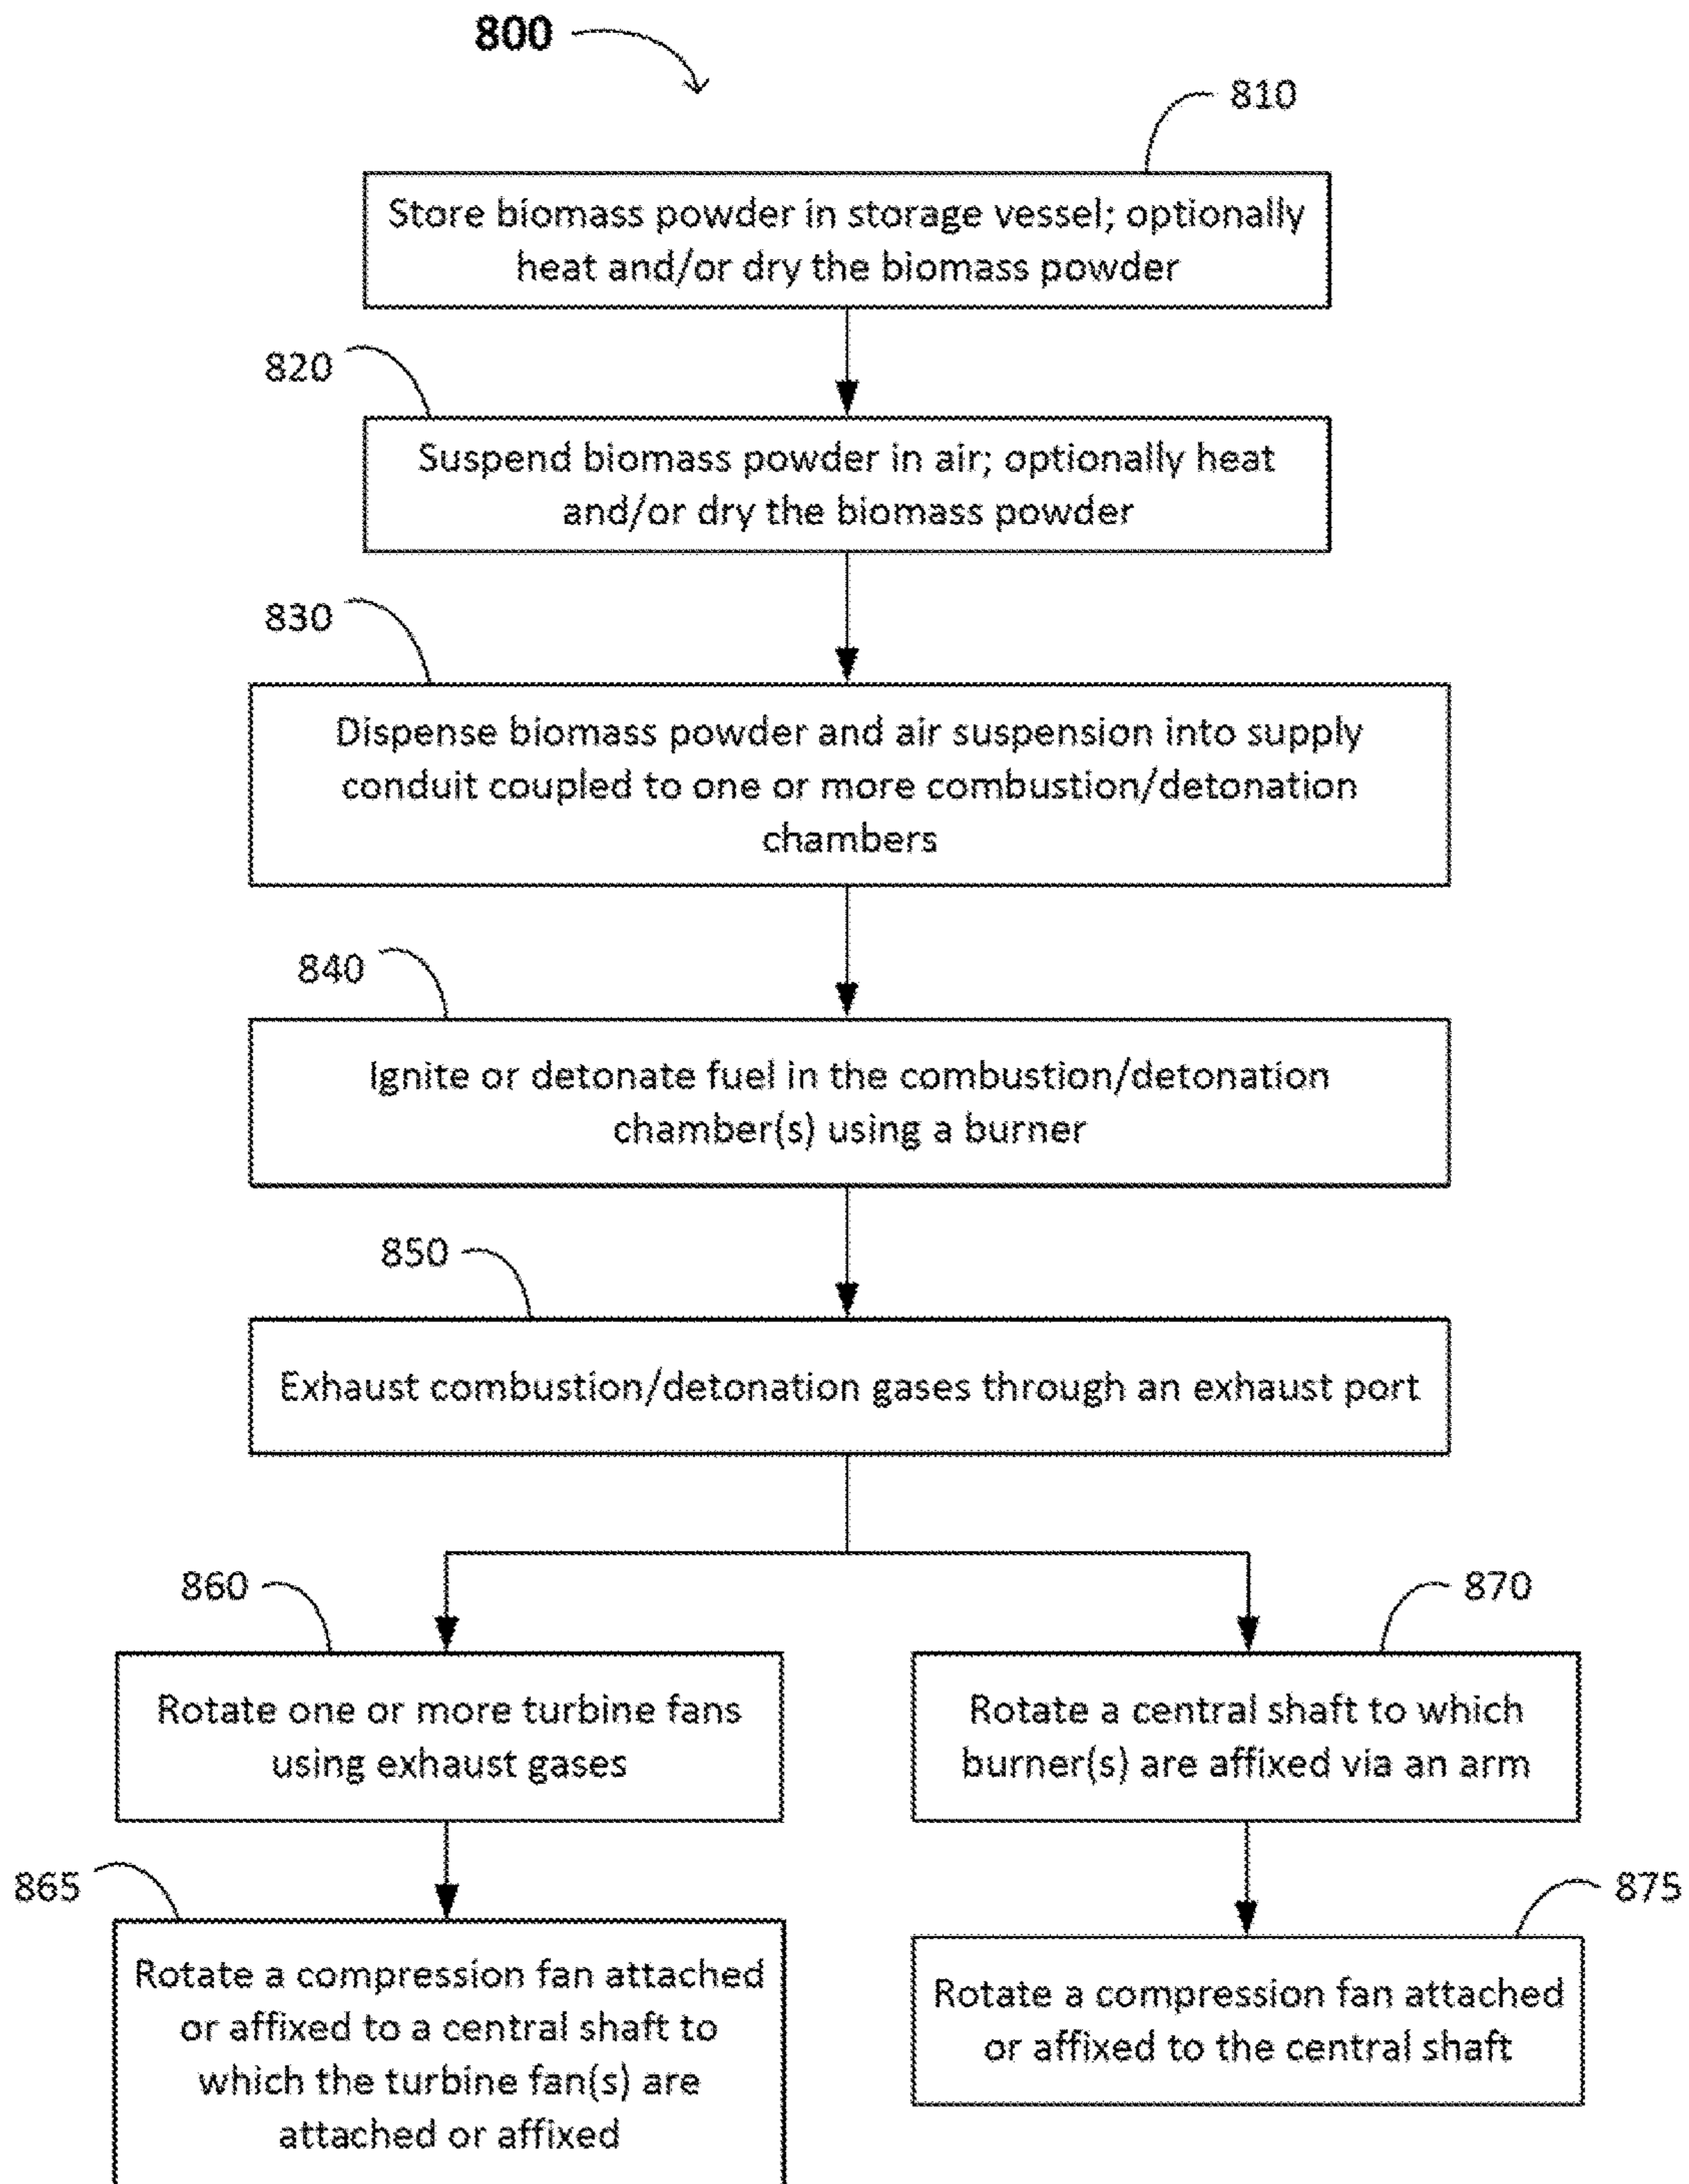 800
810
Store biomass powder in storage vessel; optionally
heat and/or dry the biomass powder
820
Suspend biomass powder in air; optionally heat
and/or dry the biomass powder
830
Dispense biomass powder and air suspension into supply
conduit coupled to one or more combustion/detonation
chambers
840
Ignite or detonate fuel in the combustion/detonation
chamber(s) using a burner
850
Exhaust combustion/detonation gases through an exhaust port
860
Rotate one or more turbine fans
using exhaust gases
870
Rotate a central shaft to which
burner(s) are affixed via an arm
865
Rotate a compression fan attached
or affixed to a central shaft to
which the turbine fan(s) are
attached or affixed
875
Rotate a compression fan attached
or affixed to the central shaft